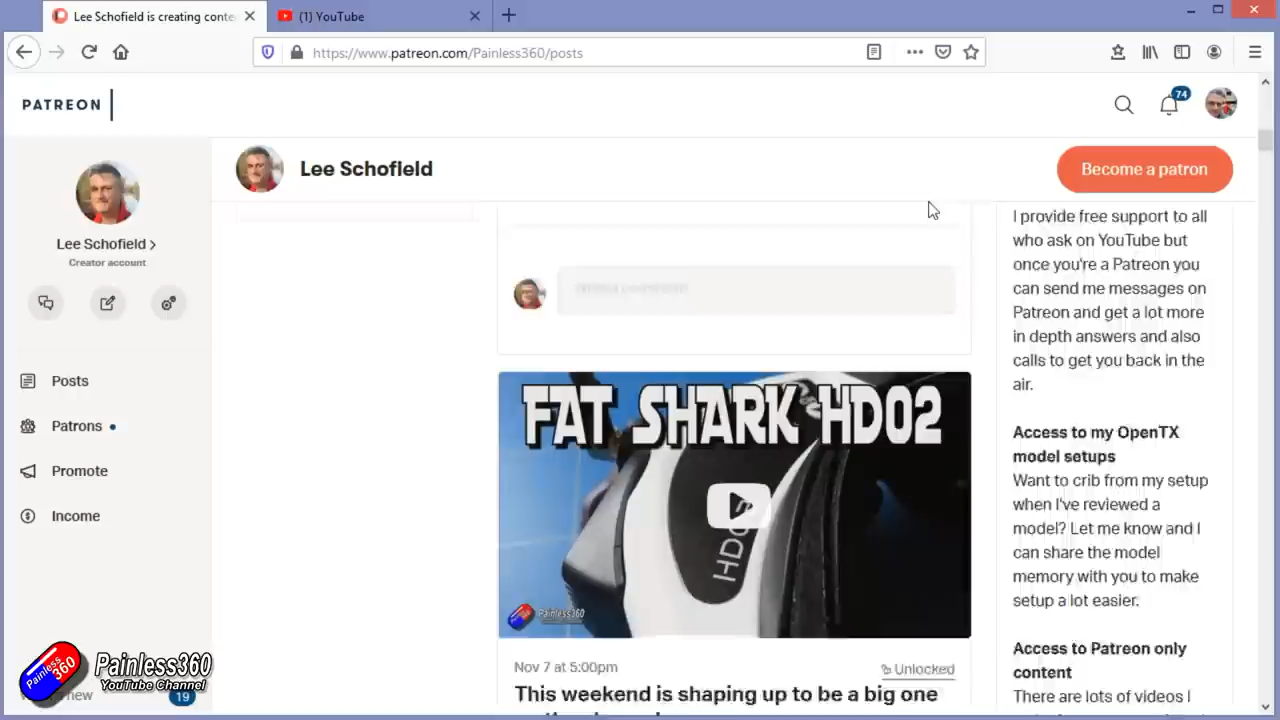 Lee Schofield is creating conte
(1) YouTube
https://www.patreon.com/Painless360/posts
PATREON
74
Lee Schofield
Become a patron
Lee Schofield
Creator account
Posts
Patrons
Promote
Income
19
Painless360
YouTube Channel
360
FAT SHARK HDO2
HDO2
Painless360
Nov 7 at 5:00pm
Unlocked
This weekend is shaping up to be a big one
I provide free support to all
who ask on YouTube but
once you're a Patreon you
can send me messages on
Patreon and get a lot more
in depth answers and also
calls to get you back in the
air.
Access to my OpenTX
model setups
Want to crib from my setup
when I've reviewed a
model? Let me know and I
can share the model
memory with you to make
setup a lot easier.
Access to Patreon only
content
There are lots of videos I